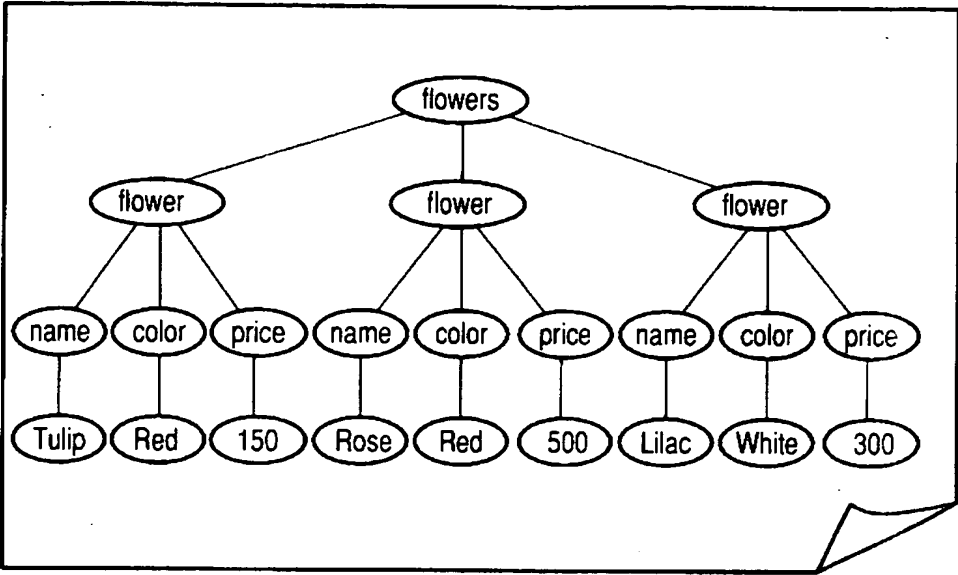 flowers
flower flower flower
name color price name color price name color price
Tulip Red 150 Rose Red 500 Lilac White 300